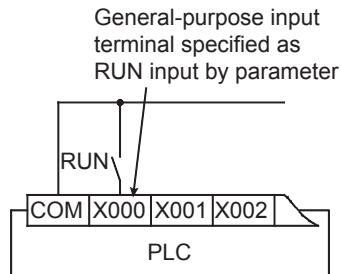 General-purpose input
terminal specified as
RUN input by parameter
RUN
COM X000 X001 X002
PLC